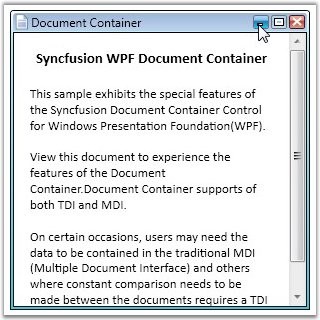 Document Container
Syncfusion WPF Document Container
This sample exhibits the special features of
the Syncfusion Document Container Control
for Windows Presentation Foundation(WPF).
View this document to experience the
features of the Document
Container.Document Container supports of
both TDI and MDI.
On certain occasions, users may need the
data to be contained in the traditional MDI
(Multiple Document Interface) and others
where constant comparison needs to be
made between the documents requires a TDI